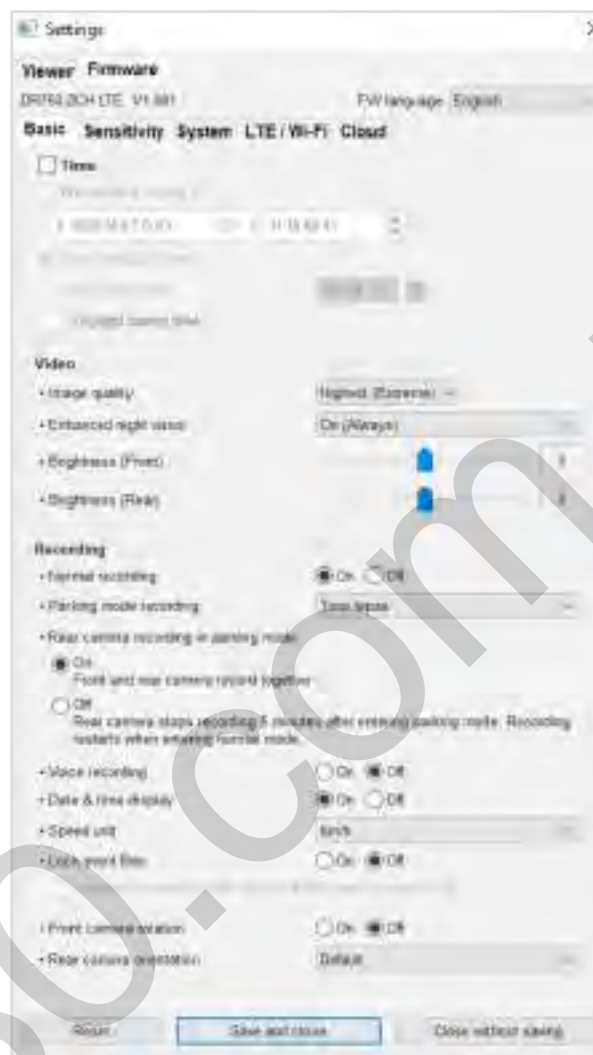 Settings
Viewer Firmware
FW language English
Basic Sensitivity System LTE / Wi-Fi Cloud
Time
Daylight saving time
Video
• Image quality Highest (Extreme)
• Enhanced night vision On (Always)
• Brightness (Front)
• Brightness (Rear)
Recording
• Normal recording On Off
• Parking mode recording Time lapse
• Rear camera recording in parking mode
On
Front and rear camera record together
Off
Rear camera stops recording 5 minutes after entering parking mode. Recording
restarts when entering normal mode.
• Voice recording On Off
• Date & time display On Off
• Speed unit km/h
• Lock event files On Off
• Front camera rotation On Off
• Rear camera orientation Default
Reset Save and close Close without saving